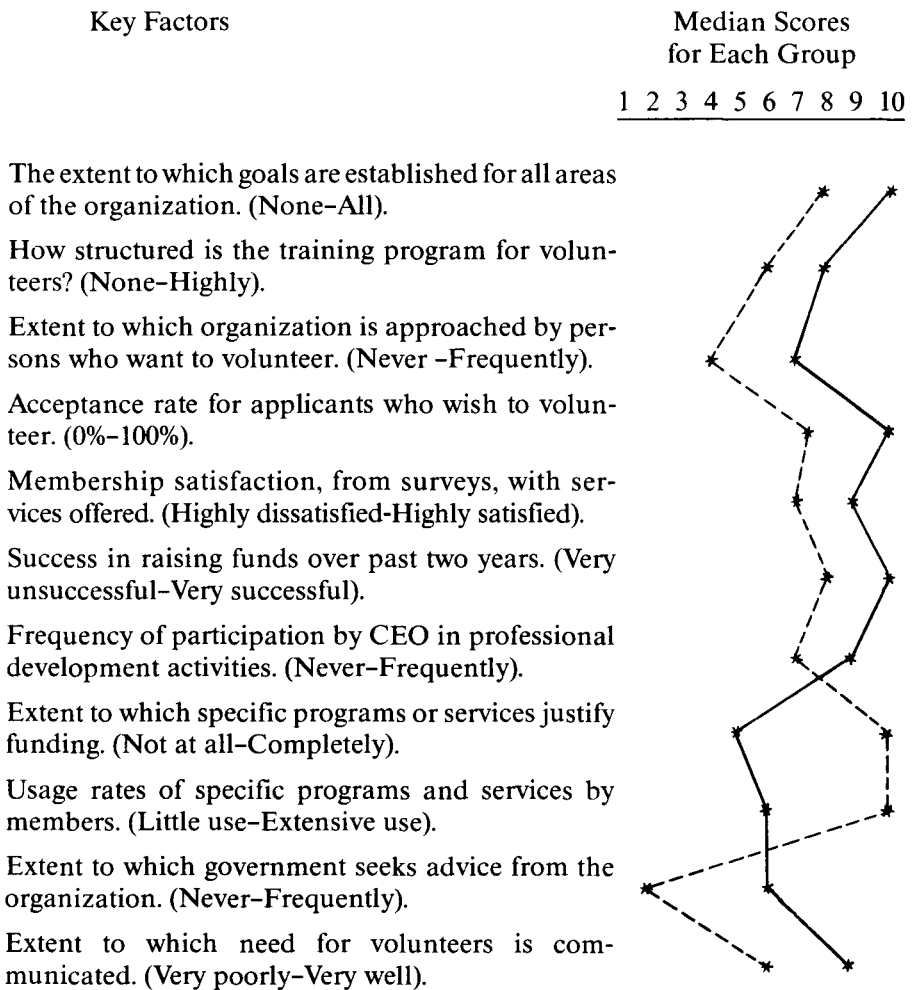 Key Factors
Median Scores
for Each Group
1 2 3 4 5 6 7 8 9 10
The extent to which goals are established for all areas
of the organization. (None–All).
How structured is the training program for volun-
teers? (None–Highly).
Extent to which organization is approached by per-
sons who want to volunteer. (Never –Frequently).
Acceptance rate for applicants who wish to volun-
teer. (0%–100%).
Membership satisfaction, from surveys, with ser-
vices offered. (Highly dissatisfied-Highly satisfied).
Success in raising funds over past two years. (Very
unsuccessful–Very successful).
Frequency of participation by CEO in professional
development activities. (Never–Frequently).
Extent to which specific programs or services justify
funding. (Not at all–Completely).
Usage rates of specific programs and services by
members. (Little use–Extensive use).
Extent to which government seeks advice from the
organization. (Never–Frequently).
Extent to which need for volunteers is com-
municated. (Very poorly–Very well).